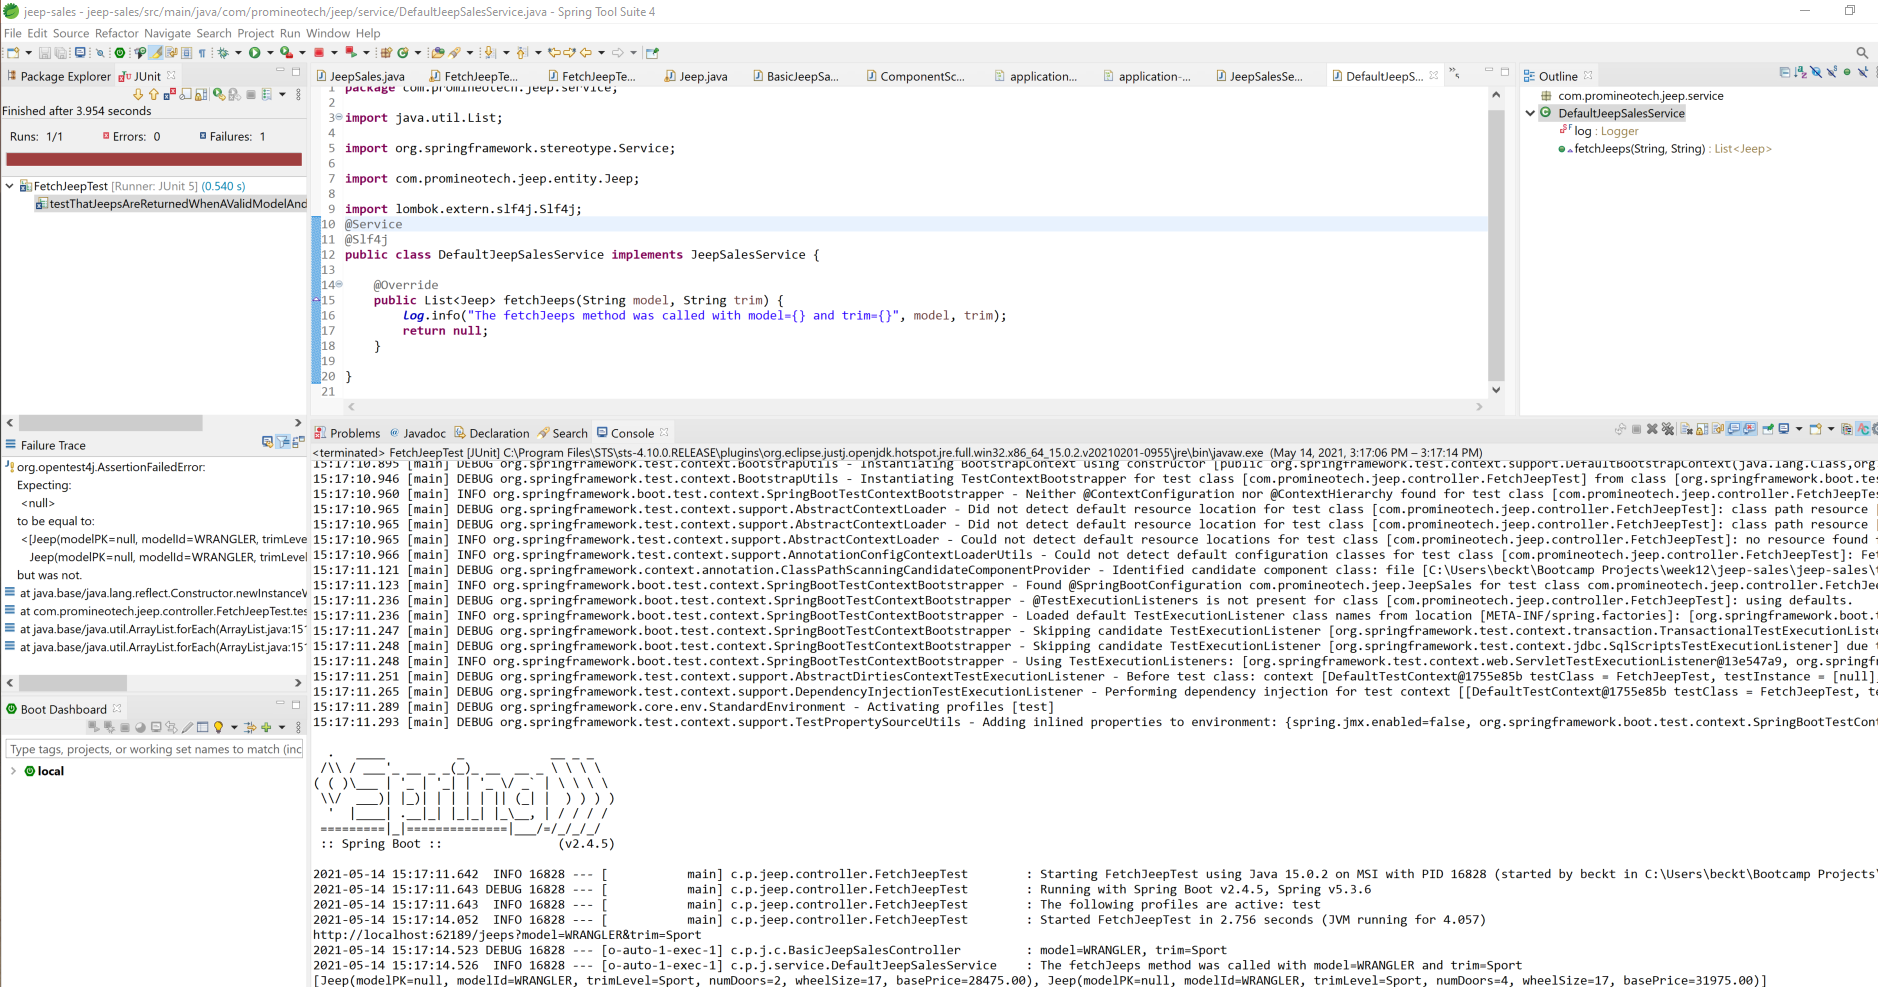 jeep-sales - jeep-sales/src/main/java/com/promineotech/jeep/service/DefaultJeepSalesService.java - Spring Tool Suite 4
File Edit Source Refactor Navigate Search Project Run Window Help
Package Explorer JUnit
Finished after 3.954 seconds
Runs: 1/1 Errors: 0 Failures: 1
FetchJeepTest [Runner: JUnit 5] (0.540 s)
testThatJeepsAreReturnedWhenAValidModelAnd
Failure Trace
org.opentest4j.AssertionFailedError:
Expecting:
<null>
to be equal to:
<[Jeep(modelPK=null, modelId=WRANGLER, trimLeve
Jeep(modelPK=null, modelId=WRANGLER, trimLeve
but was not.
at java.base/java.lang.reflect.Constructor.newInstanceW
at com.promineotech.jeep.controller.FetchJeepTest.tes
at java.base/java.util.ArrayList.forEach(ArrayList.java:151
at java.base/java.util.ArrayList.forEach(ArrayList.java:151
Boot Dashboard
Type tags, projects, or working set names to match (inc
local
JeepSales.java FetchJeepTe... FetchJeepTe... Jeep.java BasicJeepSa... ComponentSc... application... application-... JeepSalesSe... DefaultJeepS...
1 package com.promineotech.jeep.service;
2
3 import java.util.List;
4
5 import org.springframework.stereotype.Service;
6
7 import com.promineotech.jeep.entity.Jeep;
8
9 import lombok.extern.slf4j.Slf4j;
10 @Service
11 @Slf4j
12 public class DefaultJeepSalesService implements JeepSalesService {
13
14 @Override
15 public List<Jeep> fetchJeeps(String model, String trim) {
16 log.info("The fetchJeeps method was called with model={} and trim={}", model, trim);
17 return null;
18 }
19
20 }
21
Outline
com.promineotech.jeep.service
DefaultJeepSalesService
log : Logger
fetchJeeps(String, String) : List<Jeep>
Problems Javadoc Declaration Search Console
<terminated> FetchJeepTest [JUnit] C:\Program Files\STS\sts-4.10.0.RELEASE\plugins\org.eclipse.justj.openjdk.hotspot.jre.full.win32.x86_64_15.0.2.v20210201-0955\jre\bin\javaw.exe (May 14, 2021, 3:17:06 PM – 3:17:14 PM)
15:17:10.895 [main] DEBUG org.springframework.test.context.BootstrapUtils - Instantiating BootstrapContext using constructor [public org.springframework.test.context.support.DefaultBootstrapContext(java.lang.Class,org
15:17:10.946 [main] DEBUG org.springframework.test.context.BootstrapUtils - Instantiating TestContextBootstrapper for test class [com.promineotech.jeep.controller.FetchJeepTest] from class [org.springframework.boot.tes
15:17:10.960 [main] INFO org.springframework.boot.test.context.SpringBootTestContextBootstrapper - Neither @ContextConfiguration nor @ContextHierarchy found for test class [com.promineotech.jeep.controller.FetchJeepTes
15:17:10.965 [main] DEBUG org.springframework.test.context.support.AbstractContextLoader - Did not detect default resource location for test class [com.promineotech.jeep.controller.FetchJeepTest]: class path resource [
15:17:10.965 [main] DEBUG org.springframework.test.context.support.AbstractContextLoader - Did not detect default resource location for test class [com.promineotech.jeep.controller.FetchJeepTest]: class path resource [
15:17:10.965 [main] INFO org.springframework.test.context.support.AbstractContextLoader - Could not detect default resource locations for test class [com.promineotech.jeep.controller.FetchJeepTest]: no resource found
15:17:10.966 [main] INFO org.springframework.test.context.support.AnnotationConfigContextLoaderUtils - Could not detect default configuration classes for test class [com.promineotech.jeep.controller.FetchJeepTest]: Fet
15:17:11.121 [main] DEBUG org.springframework.context.annotation.ClassPathScanningCandidateComponentProvider - Identified candidate component class: file [C:\Users\beckt\Bootcamp Projects\week12\jeep-sales\jeep-sales\t
15:17:11.123 [main] INFO org.springframework.boot.test.context.SpringBootTestContextBootstrapper - Found @SpringBootConfiguration com.promineotech.jeep.JeepSales for test class com.promineotech.jeep.controller.FetchJee
15:17:11.236 [main] DEBUG org.springframework.boot.test.context.SpringBootTestContextBootstrapper - @TestExecutionListeners is not present for class [com.promineotech.jeep.controller.FetchJeepTest]: using defaults.
15:17:11.236 [main] INFO org.springframework.boot.test.context.SpringBootTestContextBootstrapper - Loaded default TestExecutionListener class names from location [META-INF/spring.factories]: [org.springframework.boot.t
15:17:11.247 [main] DEBUG org.springframework.boot.test.context.SpringBootTestContextBootstrapper - Skipping candidate TestExecutionListener [org.springframework.test.context.transaction.TransactionalTestExecutionListe
15:17:11.248 [main] DEBUG org.springframework.boot.test.context.SpringBootTestContextBootstrapper - Skipping candidate TestExecutionListener [org.springframework.test.context.jdbc.SqlScriptsTestExecutionListener] due t
15:17:11.248 [main] INFO org.springframework.boot.test.context.SpringBootTestContextBootstrapper - Using TestExecutionListeners: [org.springframework.test.context.web.ServletTestExecutionListener@13e547a9, org.springfr
15:17:11.251 [main] DEBUG org.springframework.test.context.support.AbstractDirtiesContextTestExecutionListener - Before test class: context [DefaultTestContext@1755e85b testClass = FetchJeepTest, testInstance = [null],
15:17:11.265 [main] DEBUG org.springframework.test.context.support.DependencyInjectionTestExecutionListener - Performing dependency injection for test context [[DefaultTestContext@1755e85b testClass = FetchJeepTest, te
15:17:11.289 [main] DEBUG org.springframework.core.env.StandardEnvironment - Activating profiles [test]
15:17:11.293 [main] DEBUG org.springframework.test.context.support.TestPropertySourceUtils - Adding inlined properties to environment: {spring.jmx.enabled=false, org.springframework.boot.test.context.SpringBootTestCont
:: Spring Boot :: (v2.4.5)
2021-05-14 15:17:11.642 INFO 16828 --- [ main] c.p.jeep.controller.FetchJeepTest : Starting FetchJeepTest using Java 15.0.2 on MSI with PID 16828 (started by beckt in C:\Users\beckt\Bootcamp Projects\
2021-05-14 15:17:11.643 DEBUG 16828 --- [ main] c.p.jeep.controller.FetchJeepTest : Running with Spring Boot v2.4.5, Spring v5.3.6
2021-05-14 15:17:11.643 INFO 16828 --- [ main] c.p.jeep.controller.FetchJeepTest : The following profiles are active: test
2021-05-14 15:17:14.052 INFO 16828 --- [ main] c.p.jeep.controller.FetchJeepTest : Started FetchJeepTest in 2.756 seconds (JVM running for 4.057)
http://localhost:62189/jeeps?model=WRANGLER&trim=Sport
2021-05-14 15:17:14.523 DEBUG 16828 --- [o-auto-1-exec-1] c.p.j.c.BasicJeepSalesController : model=WRANGLER, trim=Sport
2021-05-14 15:17:14.526 INFO 16828 --- [o-auto-1-exec-1] c.p.j.service.DefaultJeepSalesService : The fetchJeeps method was called with model=WRANGLER and trim=Sport
[Jeep(modelPK=null, modelId=WRANGLER, trimLevel=Sport, numDoors=2, wheelSize=17, basePrice=28475.00), Jeep(modelPK=null, modelId=WRANGLER, trimLevel=Sport, numDoors=4, wheelSize=17, basePrice=31975.00)]